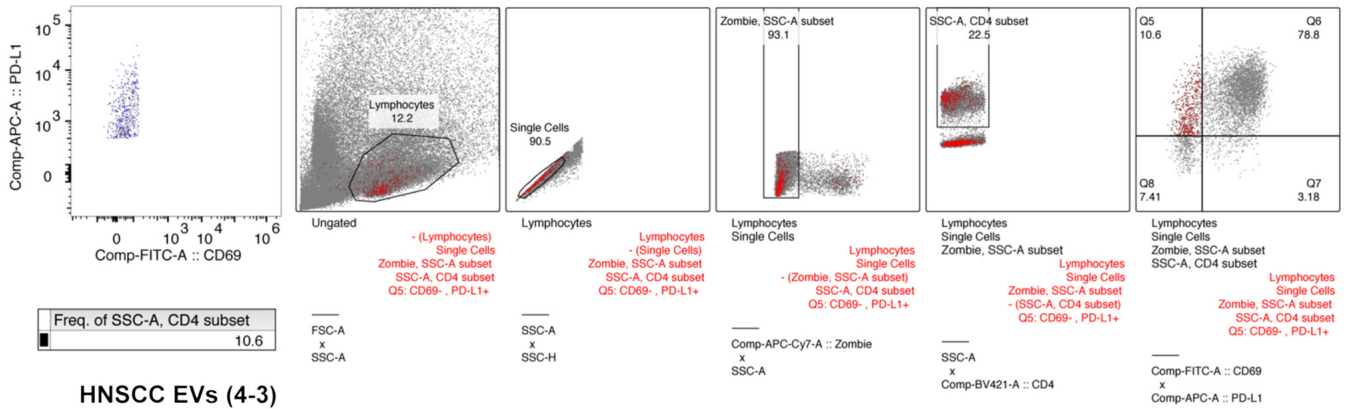 10^5
10^4
10^3
0
Comp-APC-A :: PD-L1
0
10^3
10^4
10^6
Comp-FITC-A :: CD69
Freq. of SSC-A, CD4 subset
10.6
HNSCC EVs (4-3)
Lymphocytes
12.2
Ungated
- (Lymphocytes)
Single Cells
Zombie, SSC-A subset
SSC-A, CD4 subset
Q5: CD69- , PD-L1+
FSC-A
x
SSC-A
Single Cells
90.5
Lymphocytes
Lymphocytes
- (Single Cells)
Zombie, SSC-A subset
SSC-A, CD4 subset
Q5: CD69- , PD-L1+
SSC-A
x
SSC-H
Zombie, SSC-A subset
93.1
Lymphocytes
Single Cells
Lymphocytes
Single Cells
- (Zombie, SSC-A subset)
SSC-A, CD4 subset
Q5: CD69- , PD-L1+
Comp-APC-Cy7-A :: Zombie
x
SSC-A
SSC-A, CD4 subset
22.5
Lymphocytes
Single Cells
Zombie, SSC-A subset
Lymphocytes
Single Cells
Zombie, SSC-A subset
- (SSC-A, CD4 subset)
Q5: CD69- , PD-L1+
SSC-A
x
Comp-BV421-A :: CD4
Q5
10.6
Q6
78.8
Q8
7.41
Q7
3.18
Lymphocytes
Single Cells
Zombie, SSC-A subset
SSC-A, CD4 subset
Lymphocytes
Single Cells
Zombie, SSC-A subset
SSC-A, CD4 subset
Q5: CD69- , PD-L1+
Comp-FITC-A :: CD69
x
Comp-APC-A :: PD-L1